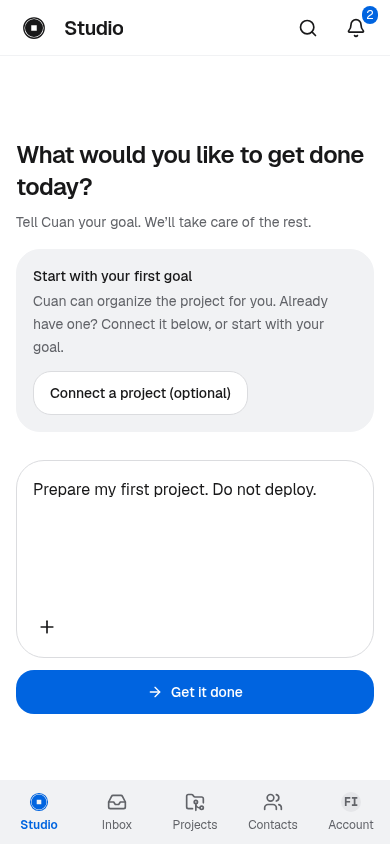 Studio
2
What would you like to get done
today?
Tell Cuan your goal. We’ll take care of the rest.
Start with your first goal
Cuan can organize the project for you. Already
have one? Connect it below, or start with your
goal.
Connect a project (optional)
Prepare my first project. Do not deploy.
Get it done
Studio
Inbox
Projects
Contacts
FI
Account